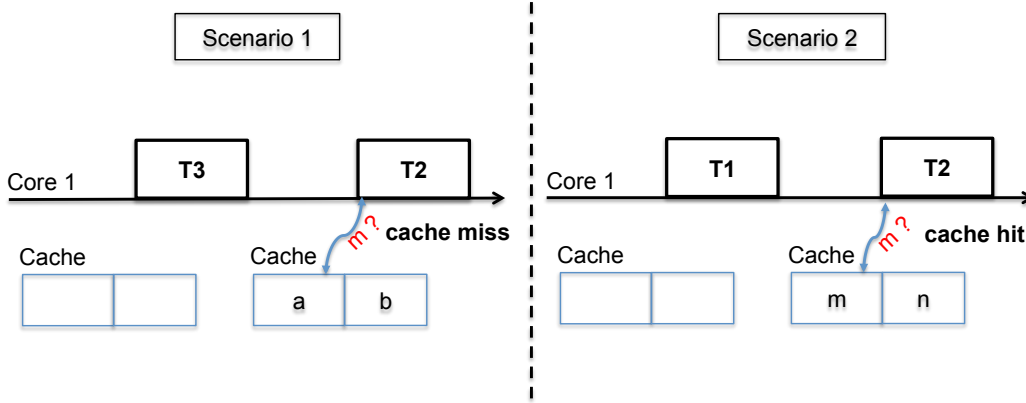 Scenario 1
T3
T2
Core 1
m ?
cache miss
Cache
Cache
a
b
Scenario 2
T1
T2
Core 1
m ?
cache hit
Cache
Cache
m
n